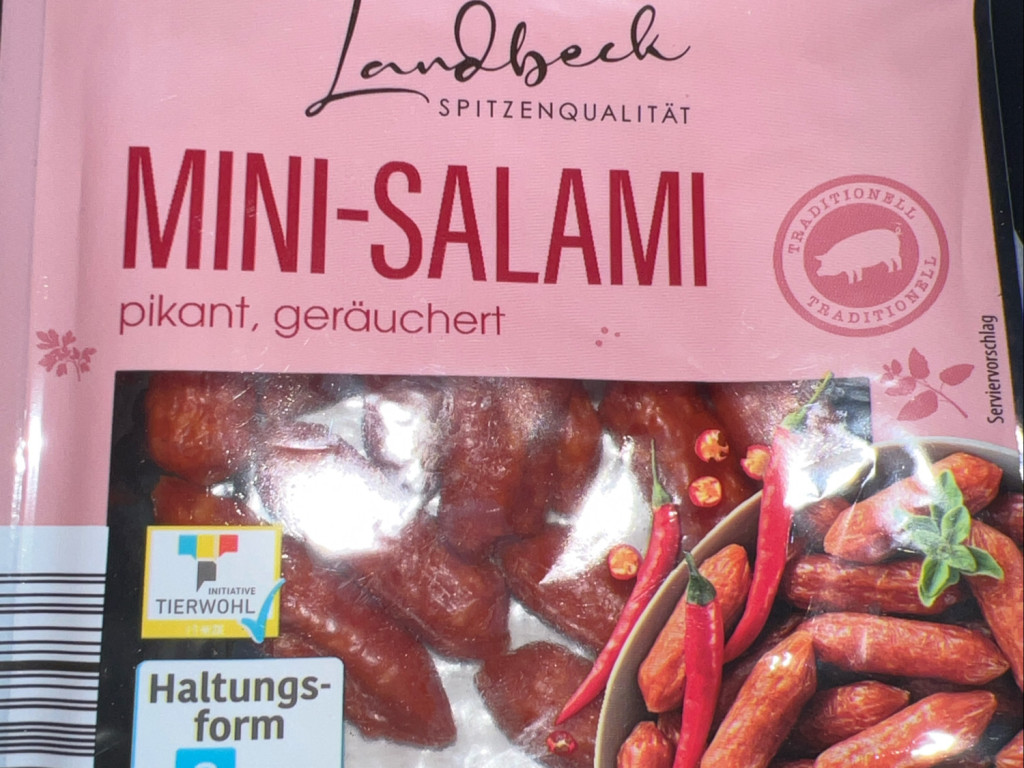 Landbeck
SPITZENQUALITÄT
MINI-SALAMI
pikant, geräuchert
TRADITIONELL
TRADITIONELL
Serviervorschlag
INITIATIVE
TIERWOHL
Haltungs-
form